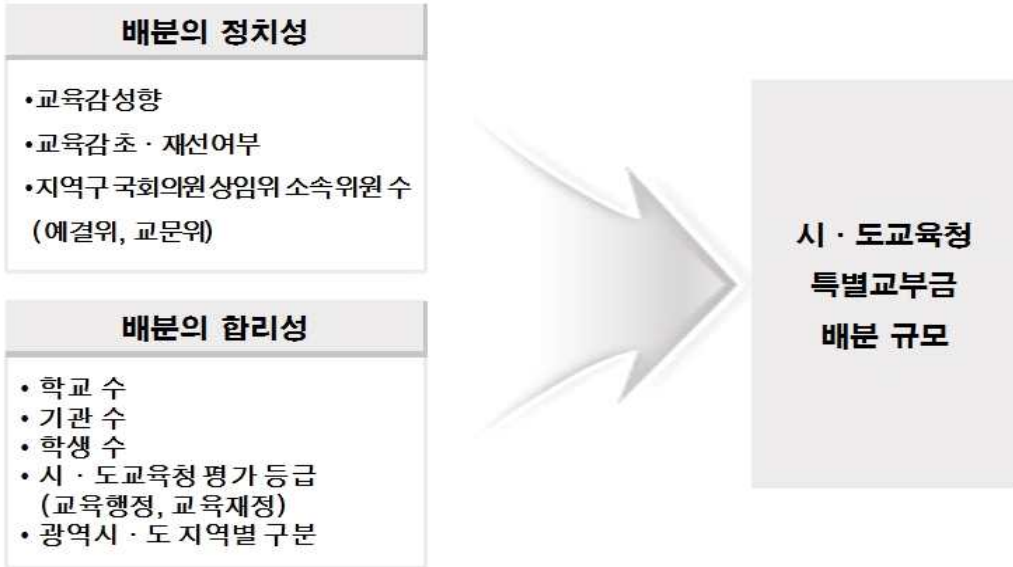 배분의 정치성
•교육감성향
•교육감 초 · 재선여부
•지역구 국회의원 상임위 소속위원 수
(예결위, 교문위)
배분의 합리성
• 학교 수
• 기관 수
• 학생 수
• 시 · 도교육청 평가 등급
(교육행정, 교육재정)
• 광역시 · 도 지역별 구분
시 · 도교육청
특별교부금
배분 규모